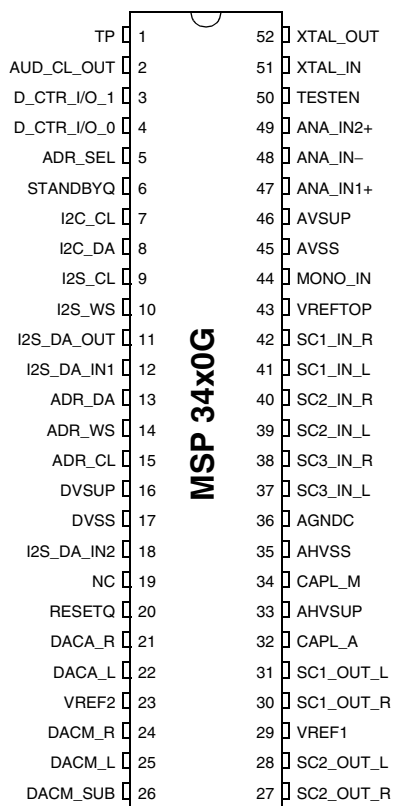 TP 1 52 XTAL_OUT
AUD_CL_OUT 2 51 XTAL_IN
D_CTR_I/O_1 3 50 TESTEN
D_CTR_I/O_0 4 49 ANA_IN2+
ADR_SEL 5 48 ANA_IN−
STANDBYQ 6 47 ANA_IN1+
I2C_CL 7 46 AVSUP
I2C_DA 8 45 AVSS
I2S_CL 9 44 MONO_IN
I2S_WS 10 43 VREFTOP
I2S_DA_OUT 11 42 SC1_IN_R
I2S_DA_IN1 12 41 SC1_IN_L
ADR_DA 13 40 SC2_IN_R
ADR_WS 14 39 SC2_IN_L
ADR_CL 15 38 SC3_IN_R
DVSUP 16 37 SC3_IN_L
DVSS 17 36 AGNDC
I2S_DA_IN2 18 35 AHVSS
NC 19 34 CAPL_M
RESETQ 20 33 AHVSUP
DACA_R 21 32 CAPL_A
DACA_L 22 31 SC1_OUT_L
VREF2 23 30 SC1_OUT_R
DACM_R 24 29 VREF1
DACM_L 25 28 SC2_OUT_L
DACM_SUB 26 27 SC2_OUT_R
MSP 34x0G